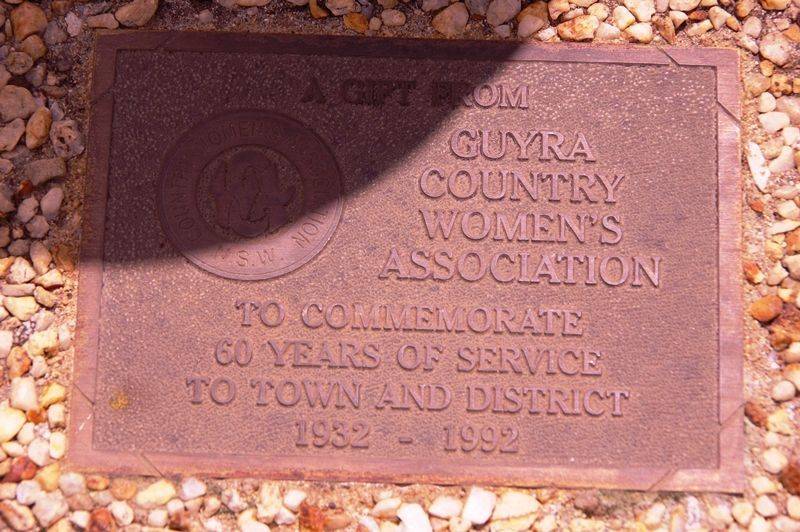 A GIFT FROM
GUYRA
COUNTRY
WOMEN'S
ASSOCIATION
TO COMMEMORATE
60 YEARS OF SERVICE
TO TOWN AND DISTRICT
1932 - 1992